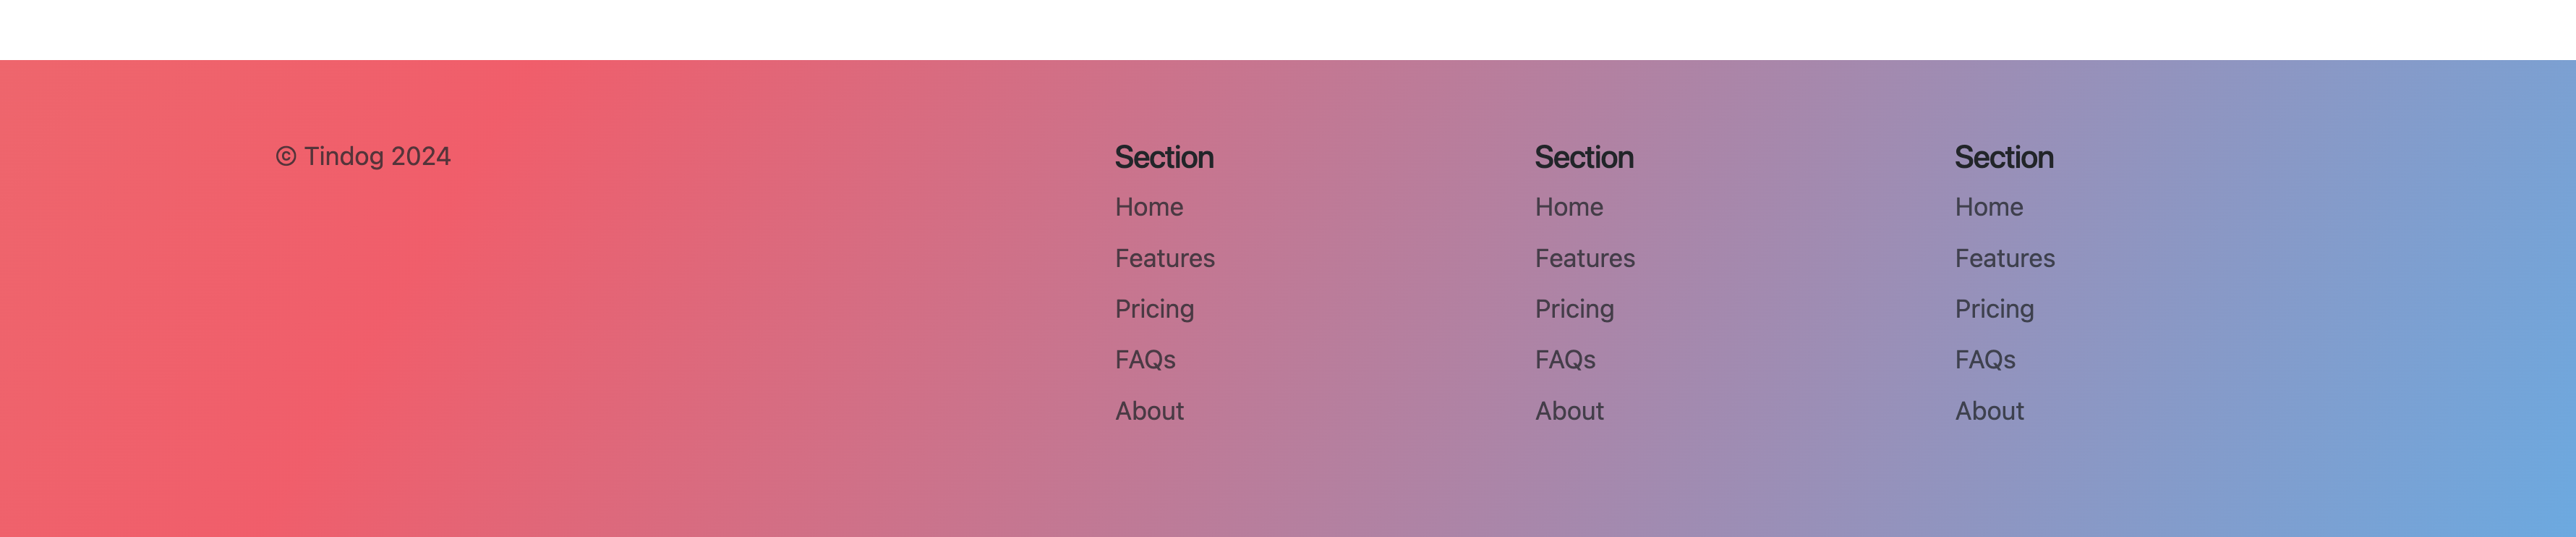 © Tindog 2024
Section
Home
Features
Pricing
FAQs
About
Section
Home
Features
Pricing
FAQs
About
Section
Home
Features
Pricing
FAQs
About